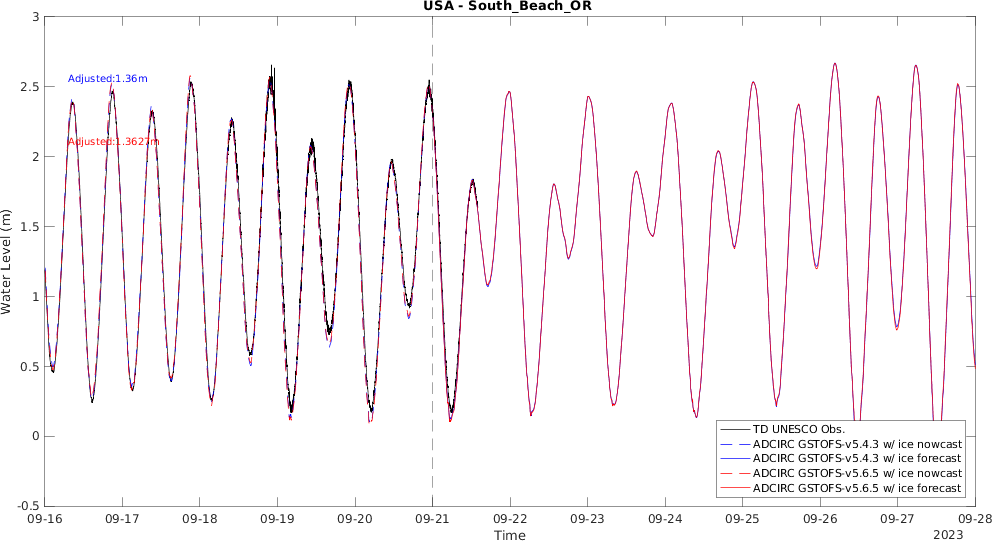 USA - South_Beach_OR
3
2.5
2
1.5
1
0.5
0
-0.5
Water Level (m)
Adjusted:1.36m
Adjusted:1.3627m
TD UNESCO Obs.
ADCIRC GSTOFS-v5.4.3 w/ ice nowcast
ADCIRC GSTOFS-v5.4.3 w/ ice forecast
ADCIRC GSTOFS-v5.6.5 w/ ice nowcast
ADCIRC GSTOFS-v5.6.5 w/ ice forecast
09-16 09-17 09-18 09-19 09-20 09-21 09-22 09-23 09-24 09-25 09-26 09-27 09-28
Time
2023